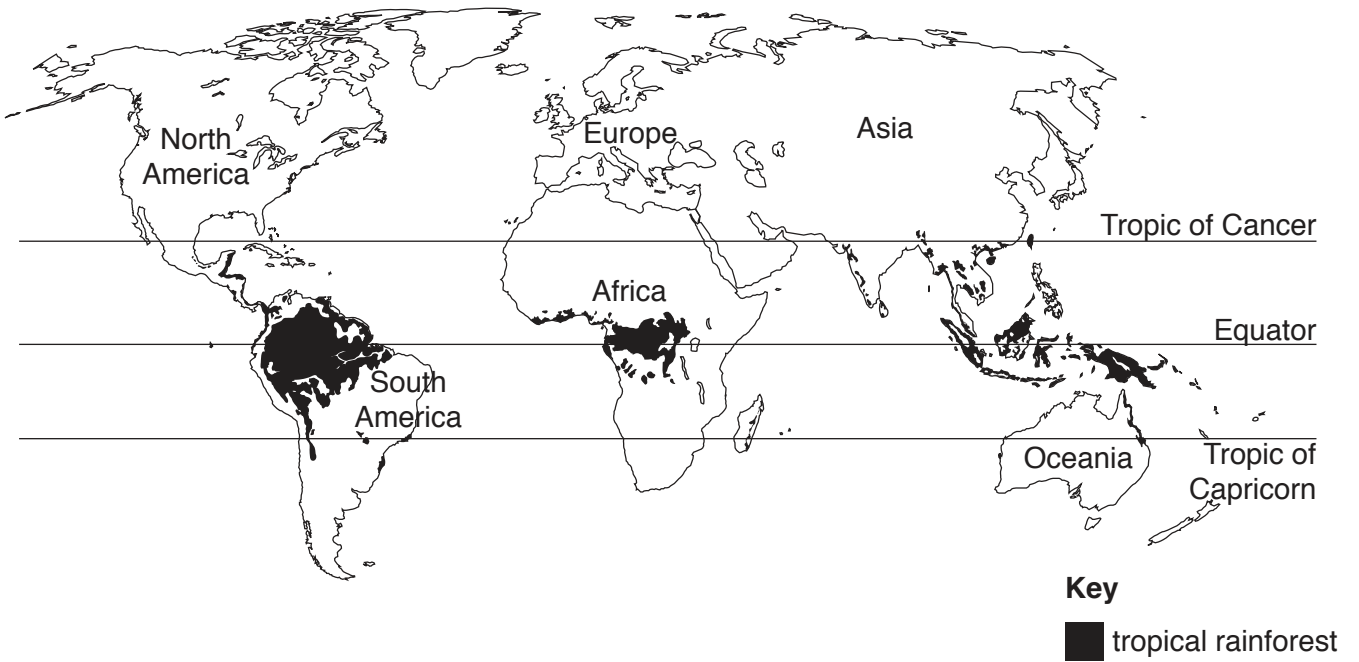 North
America
Europe
Asia
Tropic of Cancer
Africa
Equator
South
America
Oceania
Tropic of
Capricorn
Key
tropical rainforest